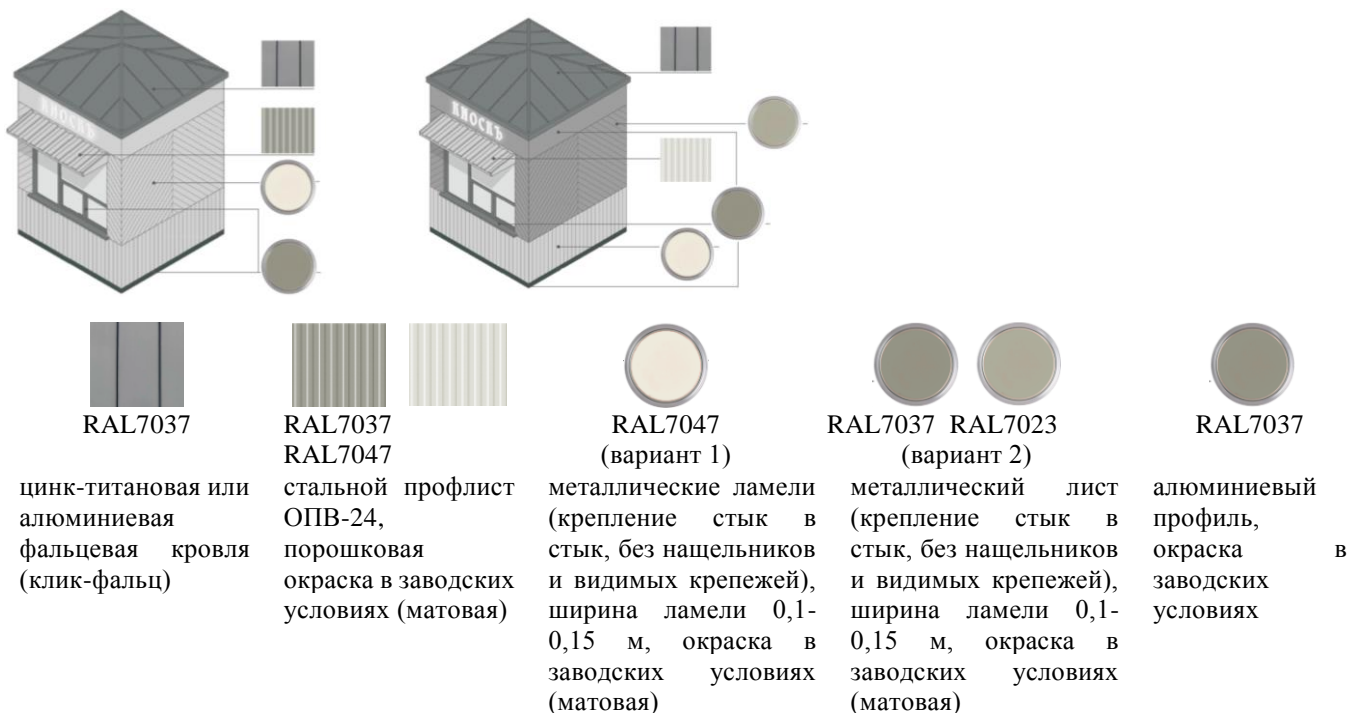 КІОСКЪ
КІОСКЪ
RAL7037
цинк-титановая или
алюминиевая
фальцевая кровля
(клик-фальц)
RAL7037
RAL7047
стальной профлист
ОПВ-24,
порошковая
окраска в заводских
условиях (матовая)
RAL7047
(вариант 1)
металлические ламели
(крепление стык в
стык, без нащельников
и видимых крепежей),
ширина ламели 0,1-
0,15 м, окраска в
заводских условиях
(матовая)
RAL7037 RAL7023
(вариант 2)
металлический лист
(крепление стык в
стык, без нащельников
и видимых крепежей),
ширина ламели 0,1-
0,15 м, окраска в
заводских условиях
(матовая)
RAL7037
алюминиевый
профиль,
окраска в
заводских
условиях